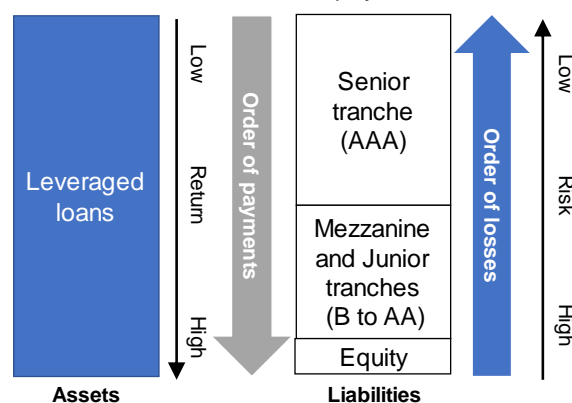 Leveraged
loans
Low
Return
High
Order of payments
Senior
tranche
(AAA)
Mezzanine
and Junior
tranches
(B to AA)
Equity
Order of losses
Low
Risk
High
Assets
Liabilities